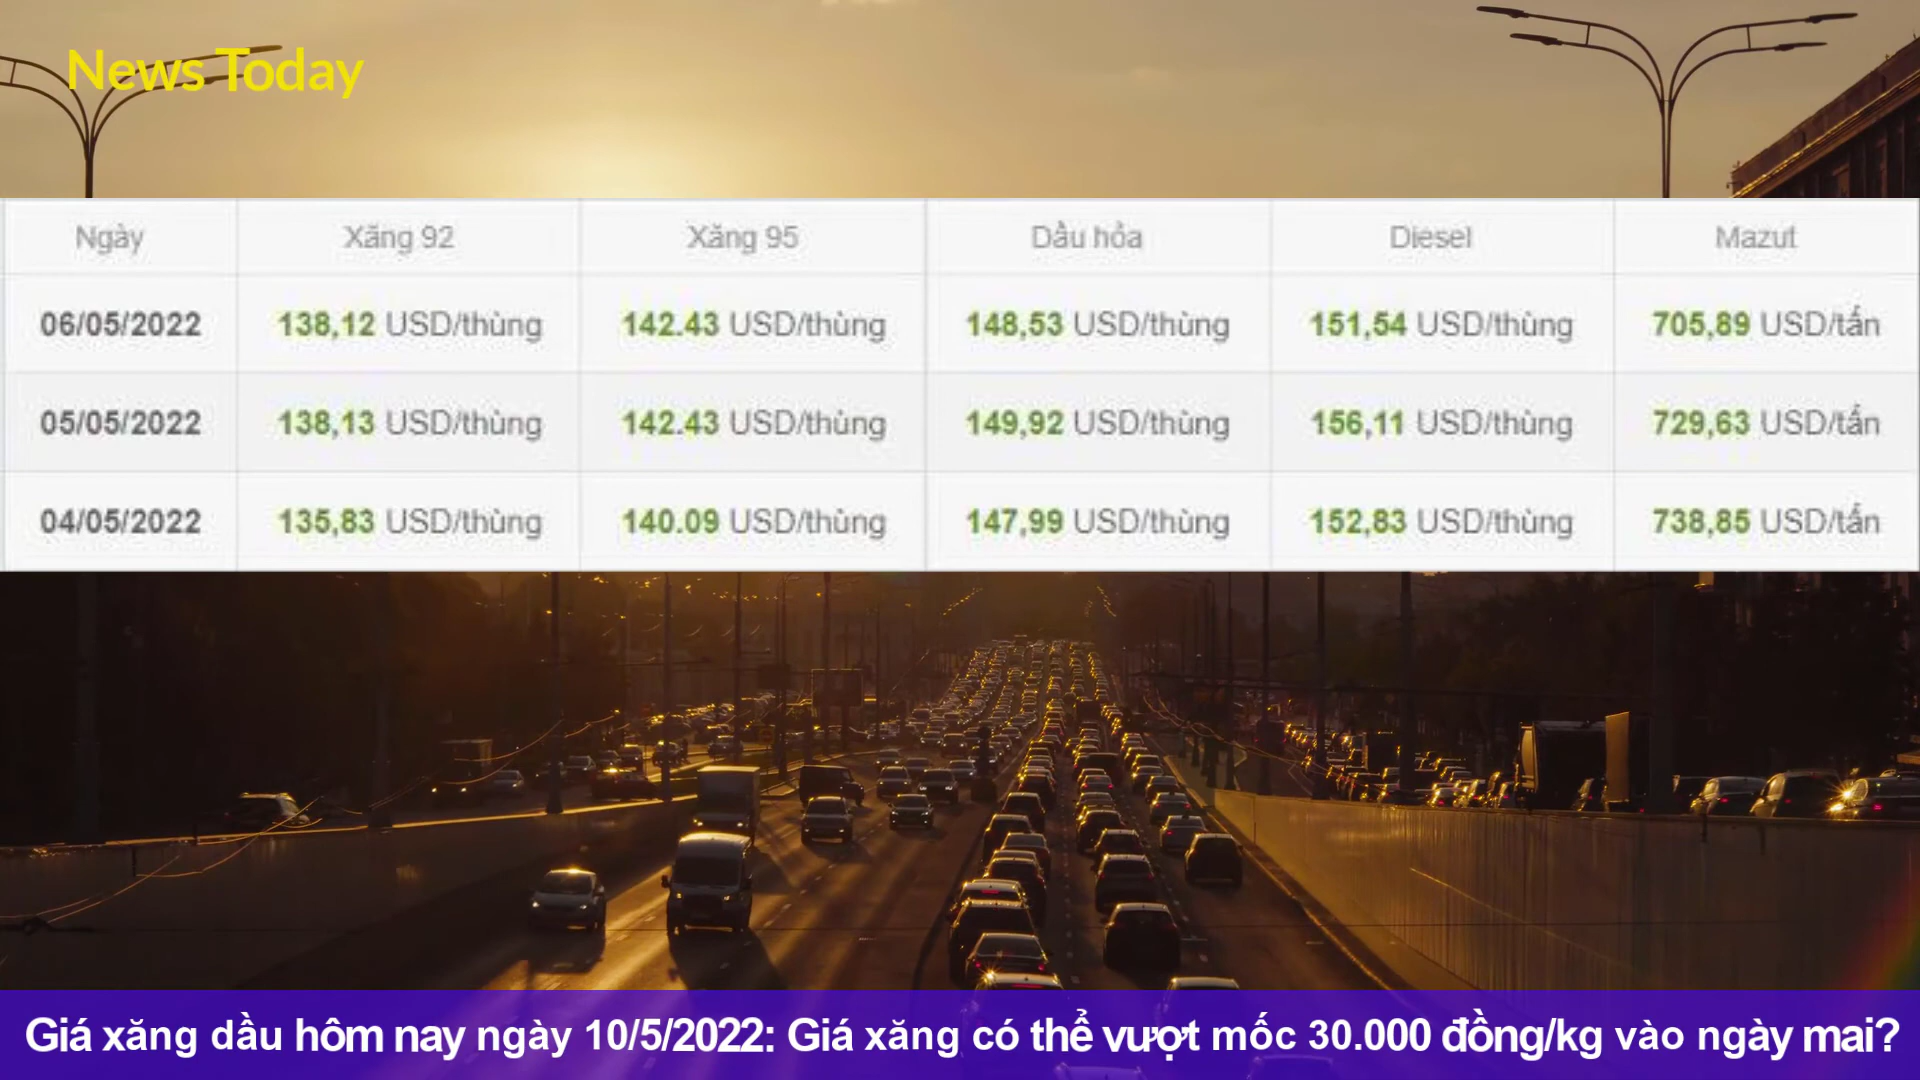 News Today
Ngày Xăng 92 Xăng 95 Dầu hỏa Diesel Mazut
06/05/2022 138,12 USD/thùng 142.43 USD/thùng 148,53 USD/thùng 151,54 USD/thùng 705,89 USD/tấn
05/05/2022 138,13 USD/thùng 142.43 USD/thùng 149,92 USD/thùng 156,11 USD/thùng 729,63 USD/tấn
04/05/2022 135,83 USD/thùng 140.09 USD/thùng 147,99 USD/thùng 152,83 USD/thùng 738,85 USD/tấn
Giá xăng dầu hôm nay ngày 10/5/2022: Giá xăng có thể vượt mốc 30.000 đồng/kg vào ngày mai?